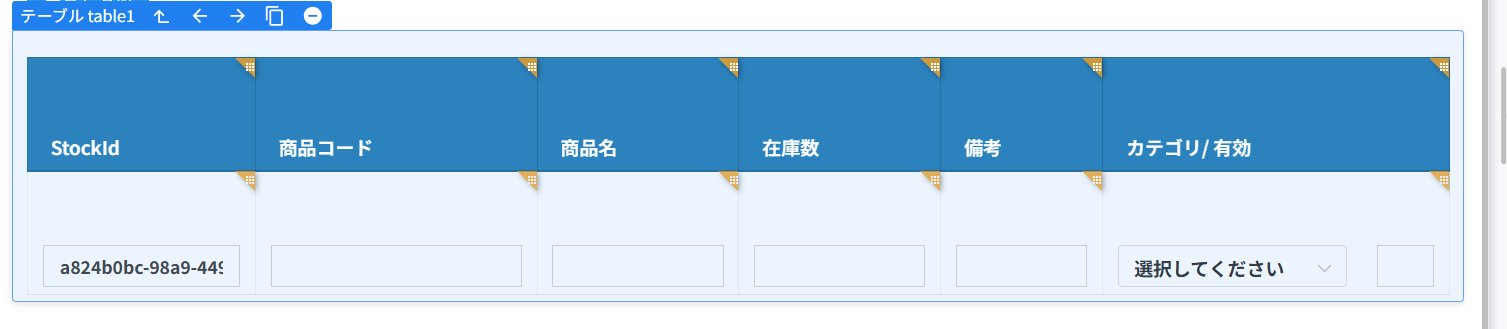 テーブル table1
StockId 商品コード 商品名 在庫数 備考 カテゴリ/ 有効
a824b0bc-98a9-449 選択してください